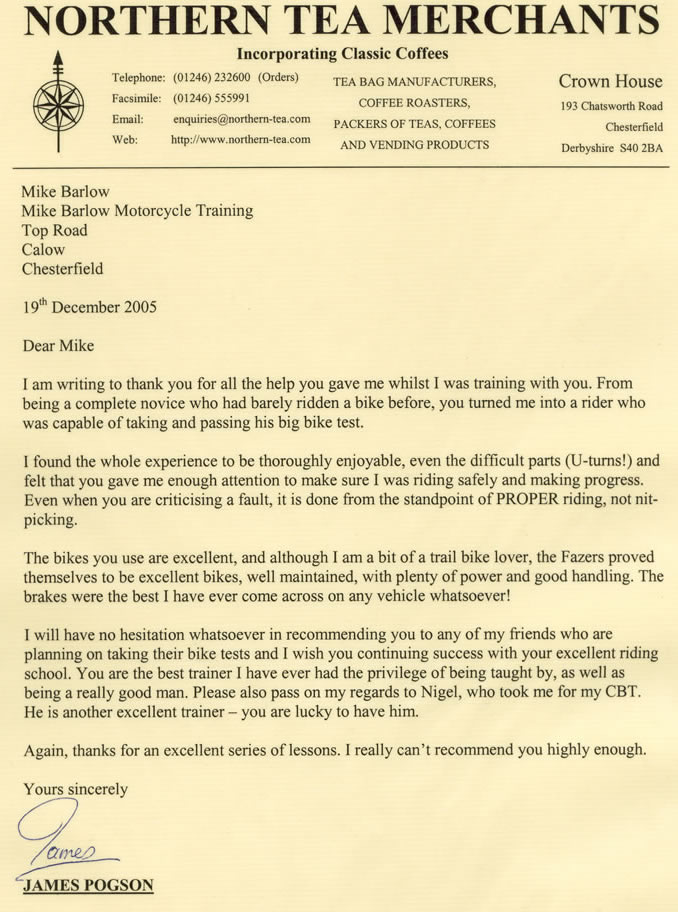 NORTHERN TEA MERCHANTS
Incorporating Classic Coffees
Telephone: (01246) 232600 (Orders)
Facsimile: (01246) 555991
Email: enquiries@northern-tea.com
Web: http://www.northern-tea.com
TEA BAG MANUFACTURERS,
COFFEE ROASTERS,
PACKERS OF TEAS, COFFEES
AND VENDING PRODUCTS
Crown House
193 Chatsworth Road
Chesterfield
Derbyshire S40 2BA
Mike Barlow
Mike Barlow Motorcycle Training
Top Road
Calow
Chesterfield
19th December 2005
Dear Mike
I am writing to thank you for all the help you gave me whilst I was training with you. From
being a complete novice who had barely ridden a bike before, you turned me into a rider who
was capable of taking and passing his big bike test.
I found the whole experience to be thoroughly enjoyable, even the difficult parts (U-turns!) and
felt that you gave me enough attention to make sure I was riding safely and making progress.
Even when you are criticising a fault, it is done from the standpoint of PROPER riding, not nit-
picking.
The bikes you use are excellent, and although I am a bit of a trail bike lover, the Fazers proved
themselves to be excellent bikes, well maintained, with plenty of power and good handling. The
brakes were the best I have ever come across on any vehicle whatsoever!
I will have no hesitation whatsoever in recommending you to any of my friends who are
planning on taking their bike tests and I wish you continuing success with your excellent riding
school. You are the best trainer I have ever had the privilege of being taught by, as well as
being a really good man. Please also pass on my regards to Nigel, who took me for my CBT.
He is another excellent trainer – you are lucky to have him.
Again, thanks for an excellent series of lessons. I really can't recommend you highly enough.
Yours sincerely
James
JAMES POGSON